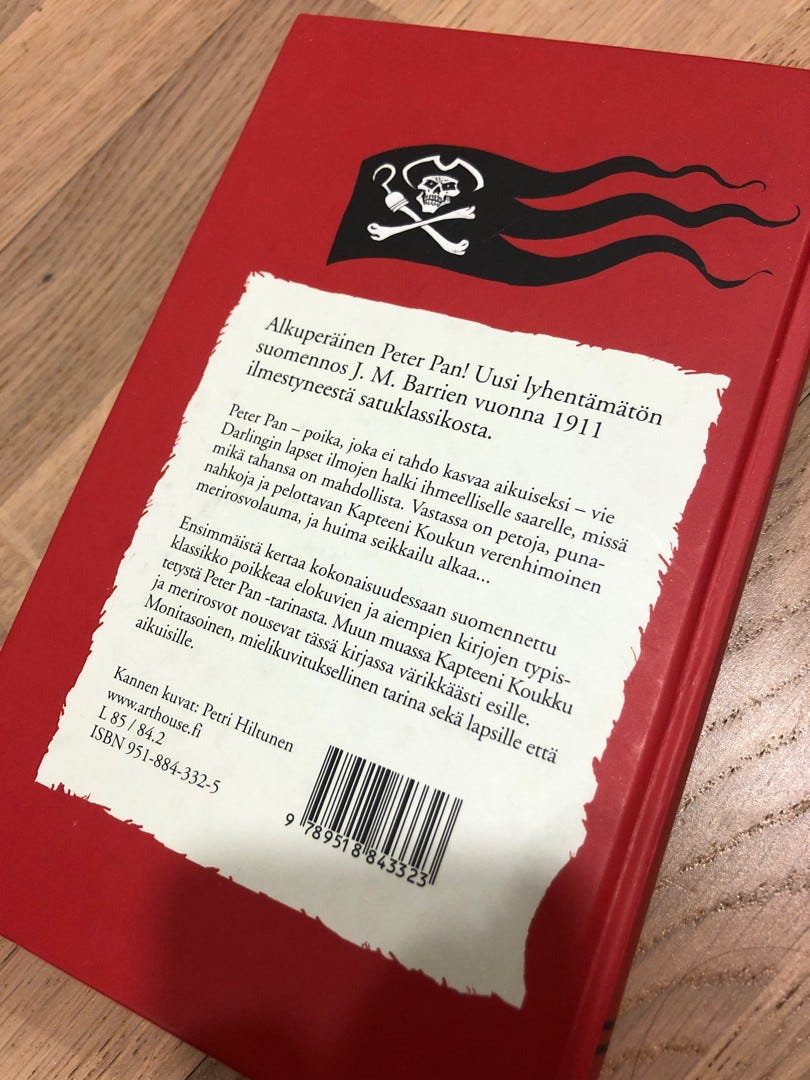 Alkuperäinen Peter Pan! Uusi lyhentämätön
suomennos J. M. Barrien vuonna 1911
ilmestyneestä satuklassikosta.
Peter Pan – poika, joka ei tahdo kasvaa aikuiseksi – vie
Darlingin lapset ilmojen halki ihmeelliselle saarelle, missä
mikä tahansa on mahdollista. Vastassa on petoja, puna-
nahkoja ja pelottavan Kapteeni Koukun verenhimoinen
merirosvolauma, ja huima seikkailu alkaa...
Ensimmäistä kertaa kokonaisuudessaan suomennettu
klassikko poikkeaa elokuvien ja aiempien kirjojen typis-
tetystä Peter Pan -tarinasta. Muun muassa Kapteeni Koukku
ja merirosvot nousevat tässä kirjassa värikkäästi esille.
Monitasoinen, mielikuvituksellinen tarina sekä lapsille että
aikuisille.
Kannen kuvat: Petri Hiltunen
www.arthouse.fi
L 85 / 84.2
ISBN 951-884-332-5
9 789518 843323